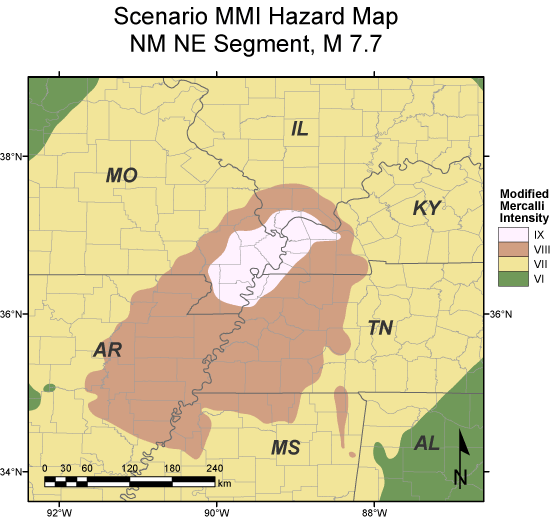 Scenario MMI Hazard Map
NM NE Segment, M 7.7
IL
38°N
MO
KY
Modified
Mercalli
Intensity
IX
VIII
VII
VI
36°N
36°N
TN
AR
MS
AL
34°N
0 30 60 120 180 240
km
N
92°W 90°W 88°W